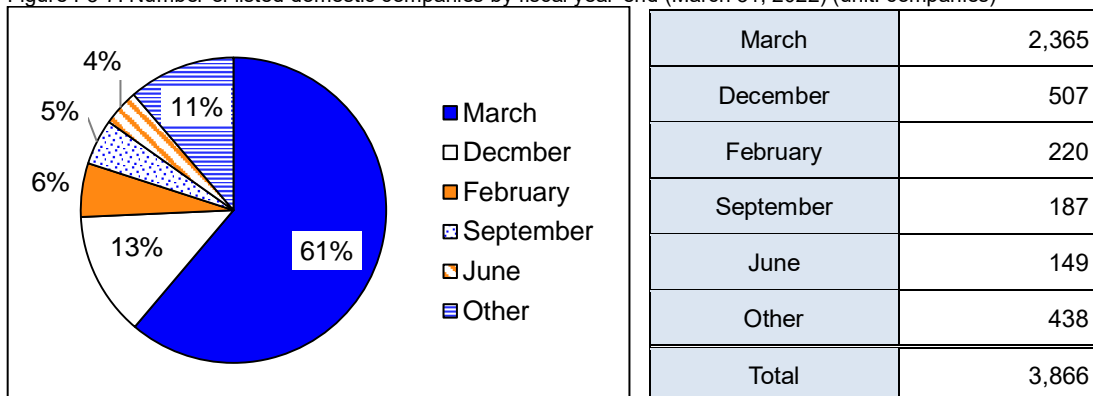 4%
5%
11%
6%
13%
61%
March
Decmber
February
September
June
Other
March 2,365
December 507
February 220
September 187
June 149
Other 438
Total 3,866